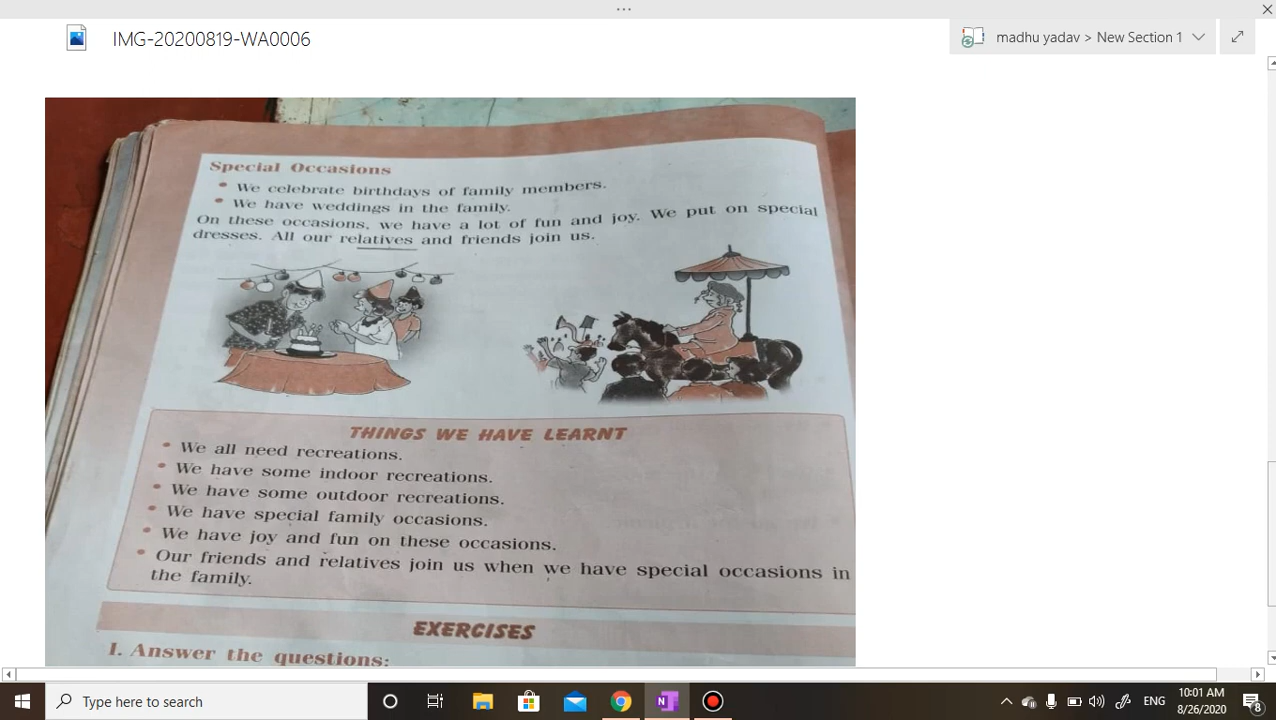 IMG-20200819-WA0006
madhu yadav > New Section 1
Special Occasions
• We celebrate birthdays of family members.
• We have weddings in the family.
On these occasions, we have a lot of fun and joy. We put on special
dresses. All our relatives and friends join us.
THINGS WE HAVE LEARNT
• We all need recreations.
• We have some indoor recreations.
• We have some outdoor recreations.
• We have special family occasions.
• We have joy and fun on these occasions.
• Our friends and relatives join us when we have special occasions in
the family.
EXERCISES
I. Answer the questions:
Type here to search
N
ENG
10:01 AM
8/26/2020
8